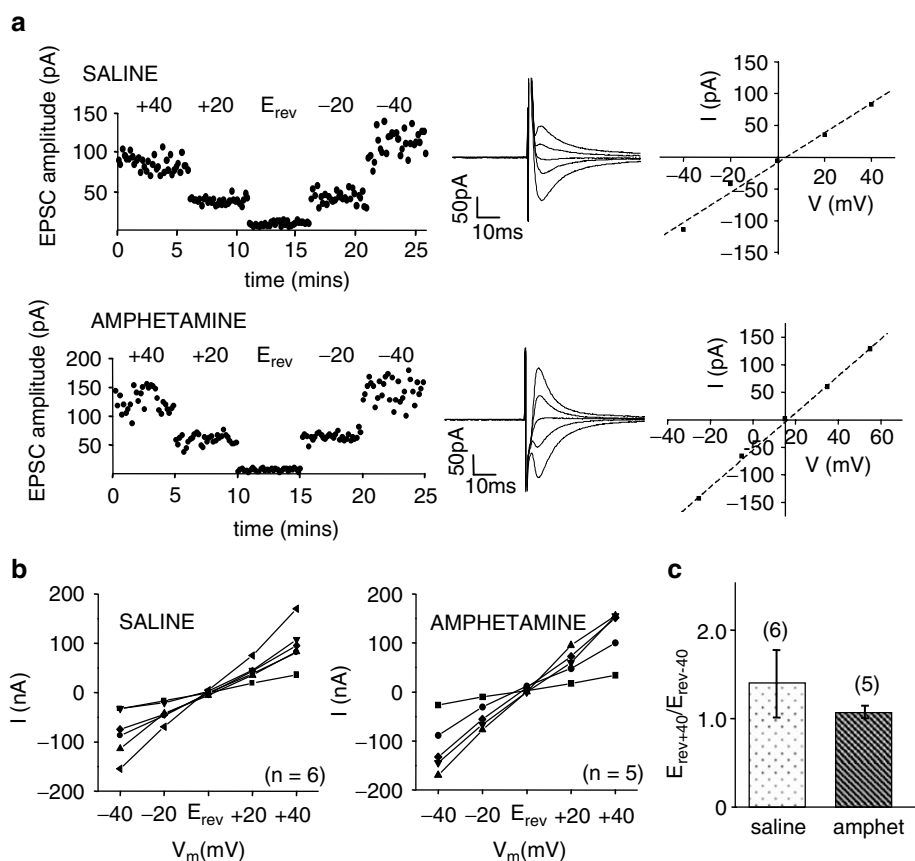 a
SALINE
EPSC amplitude (pA)
+40 +20 E_rev −20 −40
150
100
50
0 5 10 15 20 25
time (mins)
50pA
10ms
I (pA)
150
100
50
−40 −20 20 40
−50
−100
−150
V (mV)
AMPHETAMINE
EPSC amplitude (pA)
+40 +20 E_rev −20 −40
200
150
100
50
0 5 10 15 20 25
time (mins)
50pA
10ms
I (pA)
150
100
50
−40 −20 0 20 40 60
−50
−100
−150
V (mV)
b
SALINE
I (nA)
200
100
0
−100
−200
(n = 6)
−40 −20 E_rev +20 +40
V_m(mV)
AMPHETAMINE
I (nA)
200
100
0
−100
−200
(n = 5)
−40 −20 E_rev +20 +40
V_m(mV)
c
E_rev+40/E_rev-40
2.0
1.0
0
(6)
(5)
saline amphet